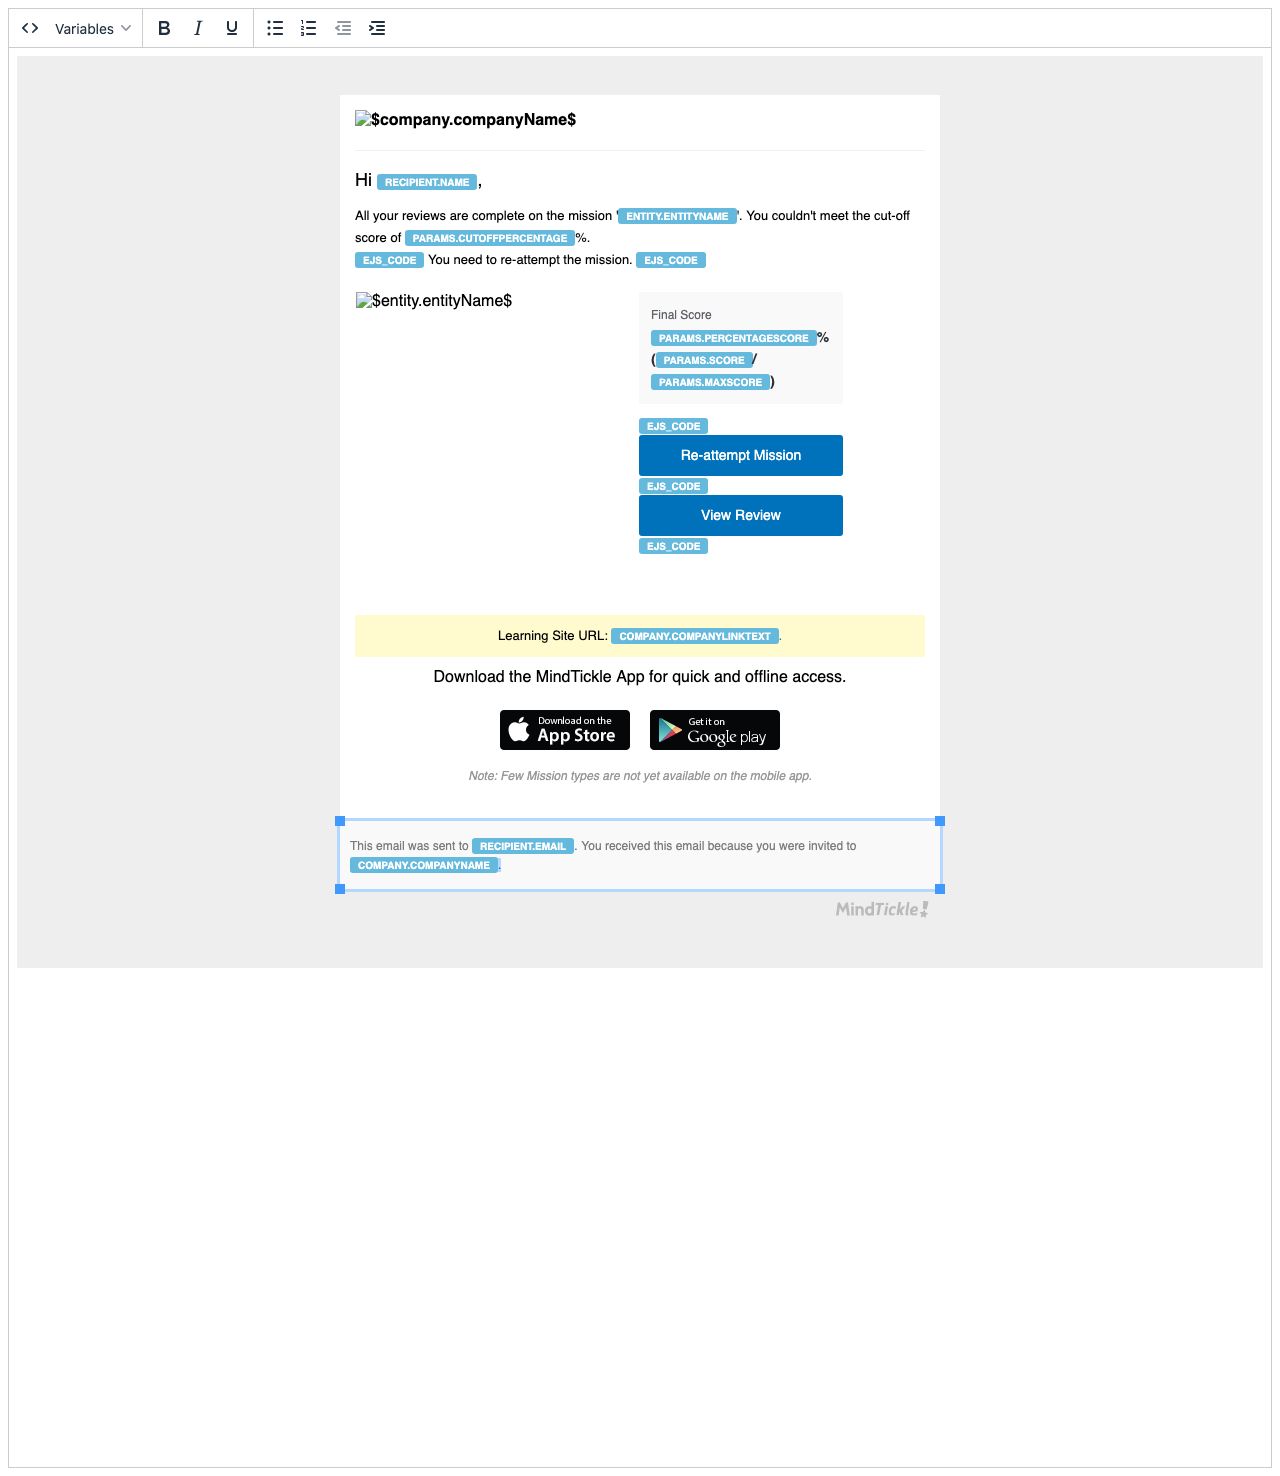 Variables B I U
$company.companyName$
Hi RECIPIENT.NAME,
All your reviews are complete on the mission 'ENTITY.ENTITYNAME'. You couldn't meet the cut-off
score of PARAMS.CUTOFFPERCENTAGE%.
EJS_CODE You need to re-attempt the mission. EJS_CODE
$entity.entityName$
Final Score
PARAMS.PERCENTAGESCORE%
(PARAMS.SCORE/
PARAMS.MAXSCORE)
EJS_CODE
Re-attempt Mission
EJS_CODE
View Review
EJS_CODE
Learning Site URL: COMPANY.COMPANYLINKTEXT.
Download the MindTickle App for quick and offline access.
Download on the
App Store
Get it on
Google play
Note: Few Mission types are not yet available on the mobile app.
This email was sent to RECIPIENT.EMAIL. You received this email because you were invited to
COMPANY.COMPANYNAME.
MindTickle!